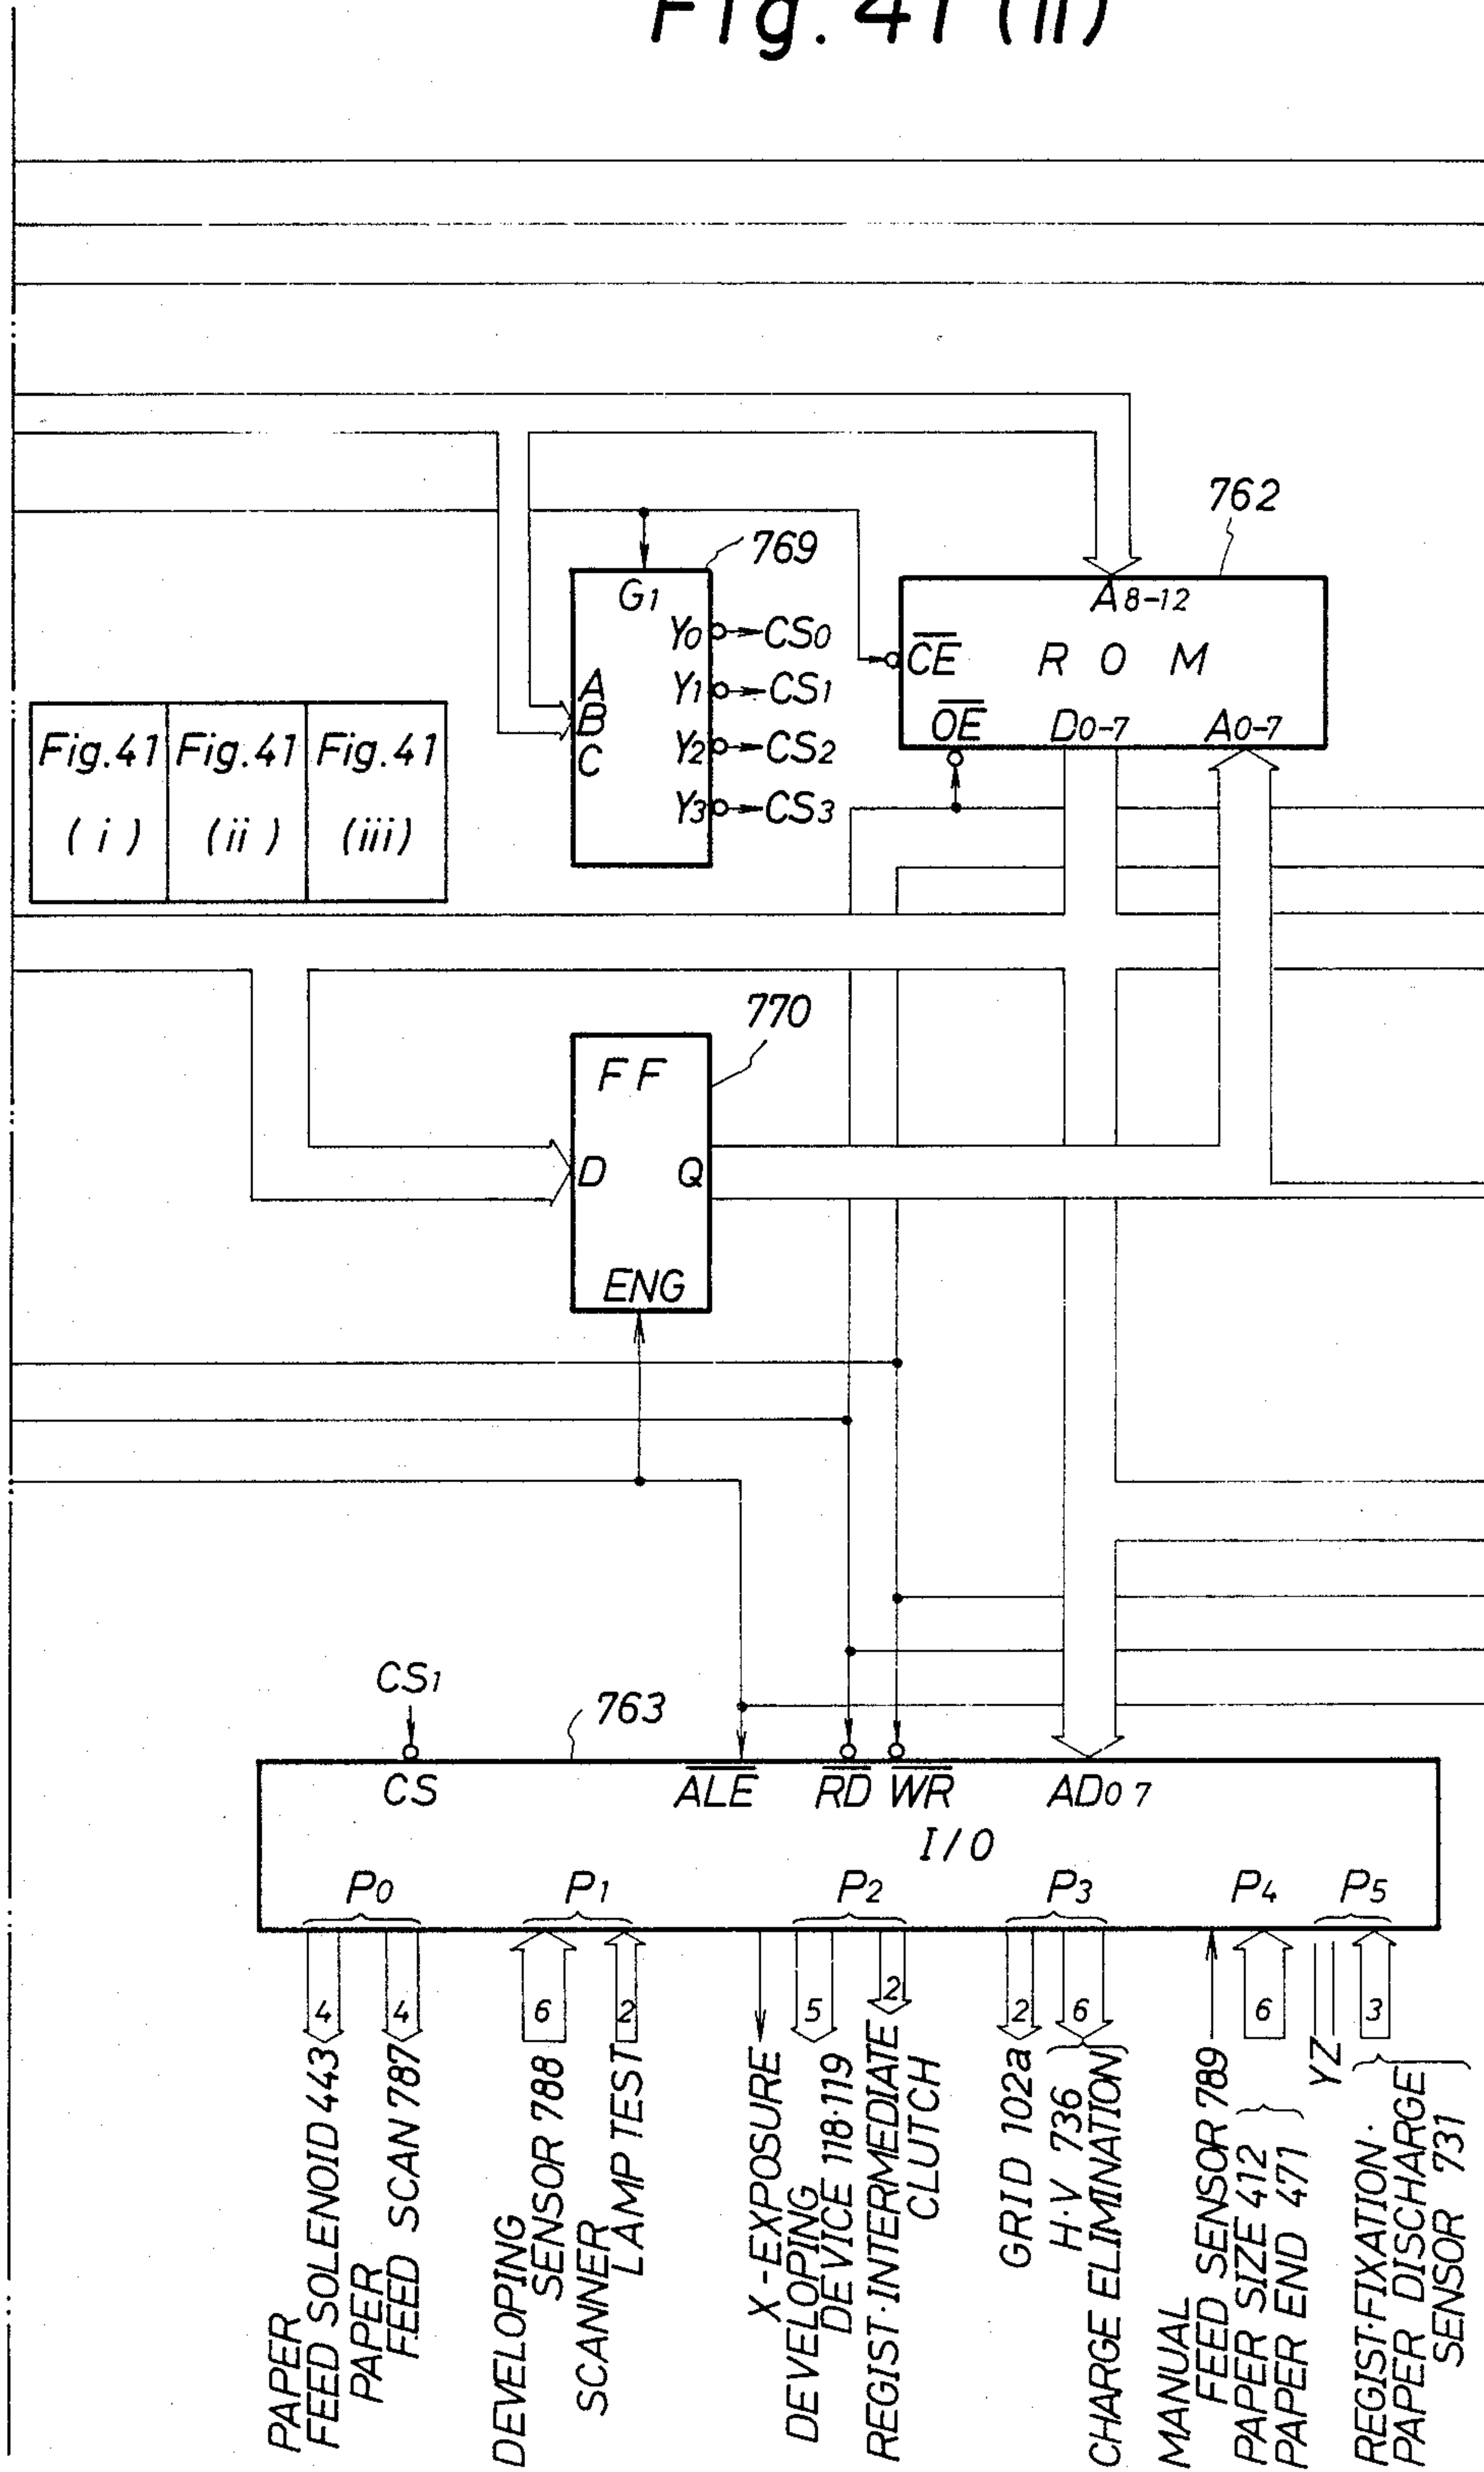 Fig. 41 (ii)
762
769
G1
Y0 CS0
Y1 CS1
Y2 CS2
Y3 CS3
A
B
C
A8-12
CE
R O M
OE D0-7 A0-7
Fig.41 Fig.41 Fig.41
(i) (ii) (iii)
770
F F
D Q
ENG
CS1
763
CS ALE RD WR AD0 7
I/O
P0 P1 P2 P3 P4 P5
4 4 6 2 5 2 2 6 6 3
PAPER
FEED SOLENOID 443
PAPER
FEED SCAN 787
DEVELOPING
SENSOR 788
SCANNER
LAMP TEST
X-EXPOSURE
DEVELOPING
DEVICE 118·119
REGIST·INTERMEDIATE
CLUTCH
GRID 102a
H·V 736
CHARGE ELIMINATION
MANUAL
FEED SENSOR 789
PAPER SIZE 412
PAPER END 471
YZ
REGIST·FIXATION·
PAPER DISCHARGE
SENSOR 731